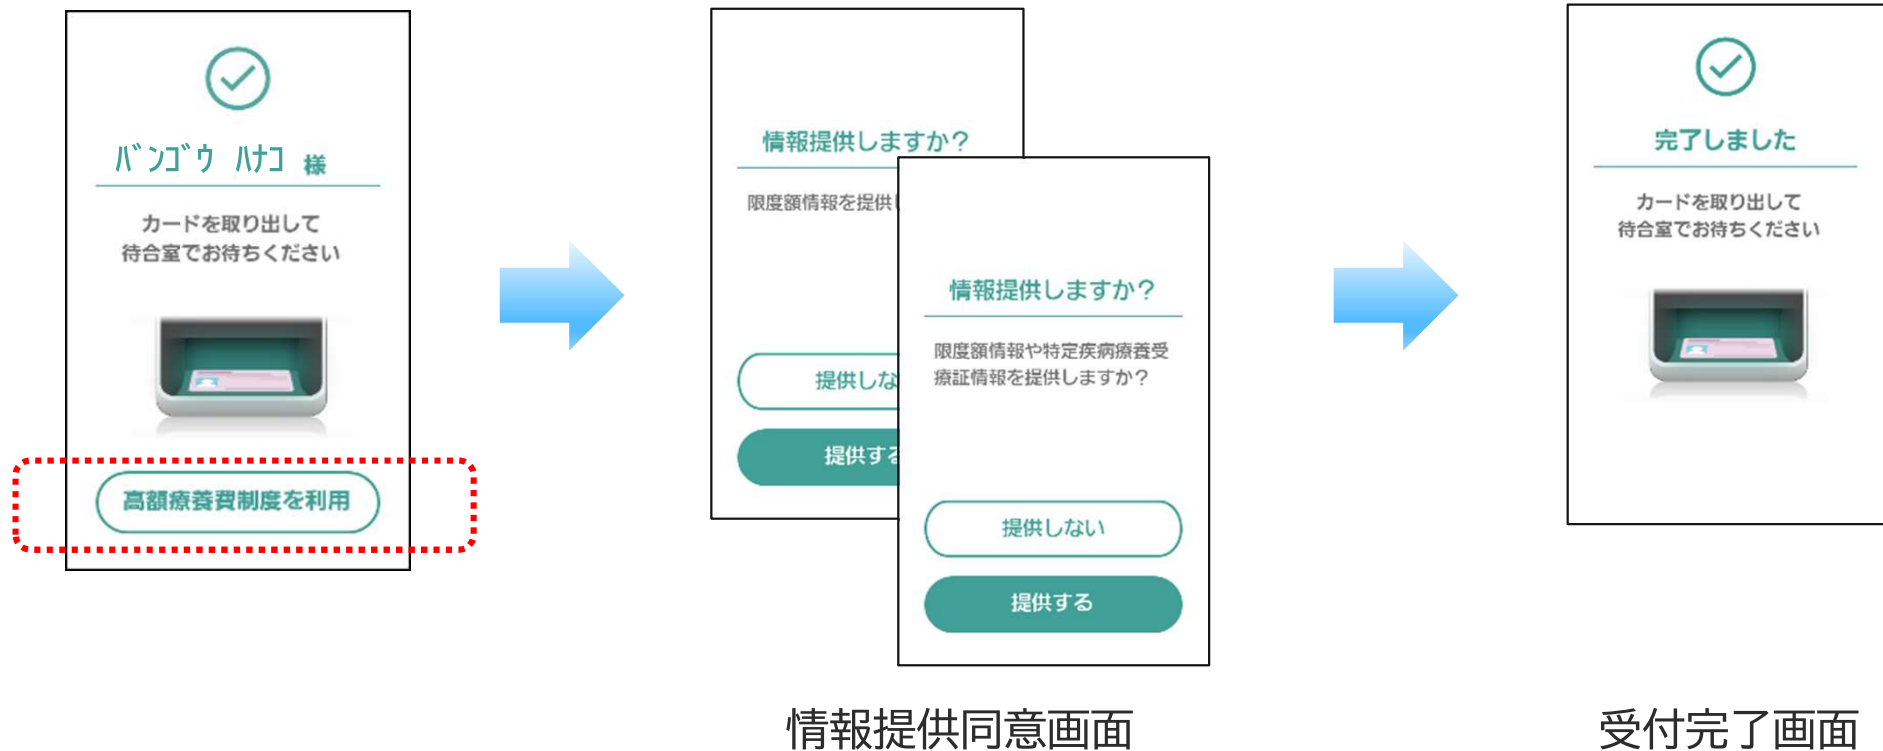 ﾊﾞﾝｺﾞｳ ﾊﾅｺ 様
カードを取り出して
待合室でお待ちください
高額療養費制度を利用
情報提供しますか?
限度額情報を提供
提供しな
提供する
情報提供しますか?
限度額情報や特定疾病療養受
療証情報を提供しますか?
提供しない
提供する
情報提供同意画面
完了しました
カードを取り出して
待合室でお待ちください
受付完了画面